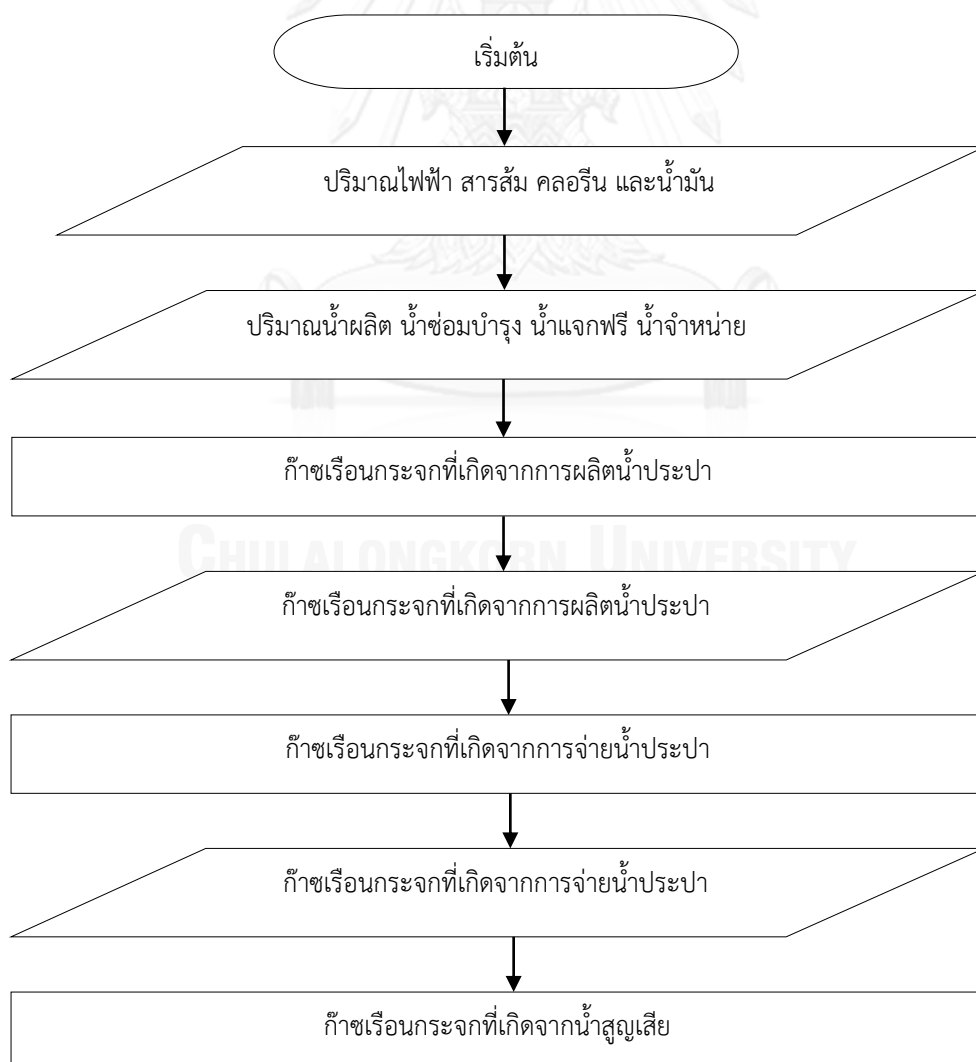 เริ่มต้น
ปริมาณไฟฟ้า สารส้ม คลอรีน และน้ำมัน
ปริมาณน้ำผลิต น้ำซ่อมบำรุง น้ำแจกฟรี น้ำจำหน่าย
ก๊าซเรือนกระจกที่เกิดจากการผลิตน้ำประปา
CHULALONGKORN UNIVERSITY
ก๊าซเรือนกระจกที่เกิดจากการผลิตน้ำประปา
ก๊าซเรือนกระจกที่เกิดจากการจ่ายน้ำประปา
ก๊าซเรือนกระจกที่เกิดจากการจ่ายน้ำประปา
ก๊าซเรือนกระจกที่เกิดจากน้ำสูญเสีย